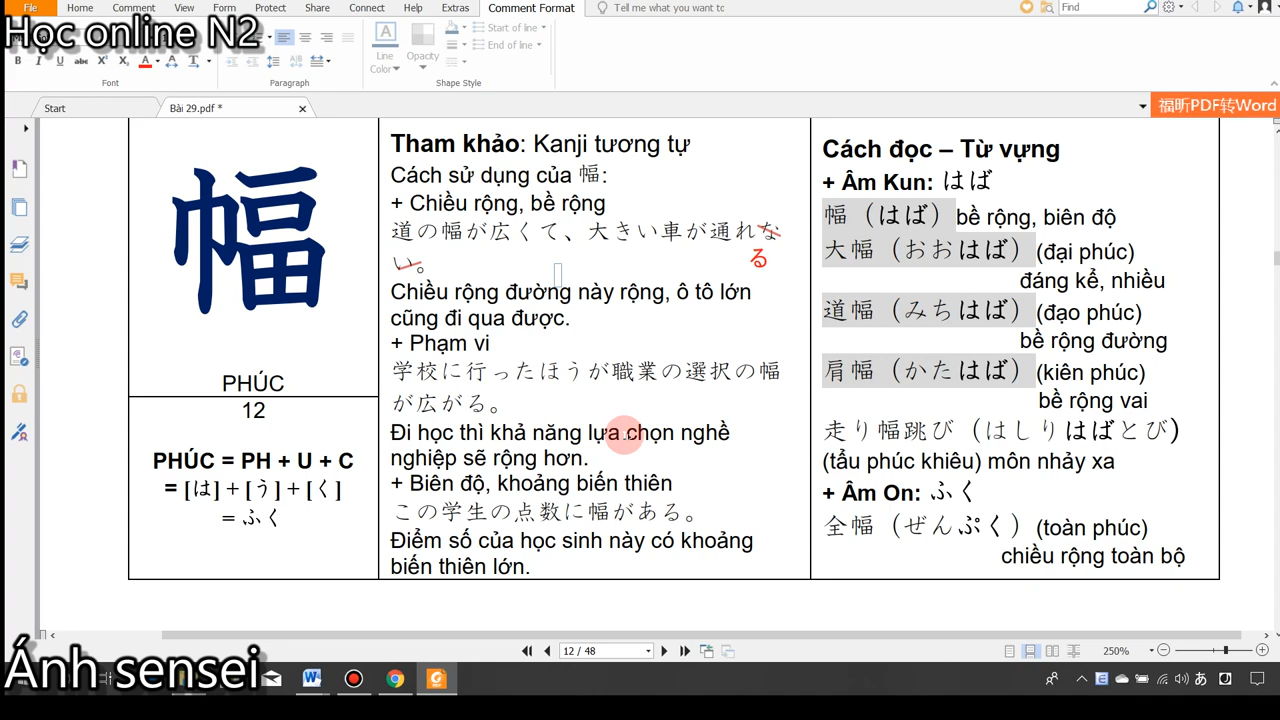 File Home Comment View Form Protect Share Connect Help Extras Comment Format Tell me what you want tc Find
Học online N2
Start of line
End of line
Line Color
Opacity
Font Paragraph Shape Style
Start
Bài 29.pdf *
福昕PDF转Word
幅
PHÚC
12
PHÚC = PH + U + C
= [は] + [う] + [く]
= ふく
Tham khảo: Kanji tương tự
Cách sử dụng của 幅:
+ Chiều rộng, bề rộng
道の幅が広くて、大きい車が通れな
い。
る
Chiều rộng đường này rộng, ô tô lớn
cũng đi qua được.
+ Phạm vi
学校に行ったほうが職業の選択の幅
が広がる。
Đi học thì khả năng lựa chọn nghề
nghiệp sẽ rộng hơn.
+ Biên độ, khoảng biến thiên
この学生の点数に幅がある。
Điểm số của học sinh này có khoảng
biến thiên lớn.
Cách đọc – Từ vựng
+ Âm Kun: はば
幅（はば）bề rộng, biên độ
大幅（おおはば）(đại phúc)
đáng kể, nhiều
道幅（みちはば）(đạo phúc)
bề rộng đường
肩幅（かたはば）(kiên phúc)
bề rộng vai
走り幅跳び（はしりはばとび)
(tẩu phúc khiêu) môn nhảy xa
+ Âm On: ふく
全幅（ぜんぷく）(toàn phúc)
chiều rộng toàn bộ
12 / 48
250%
Ánh sensei
あ